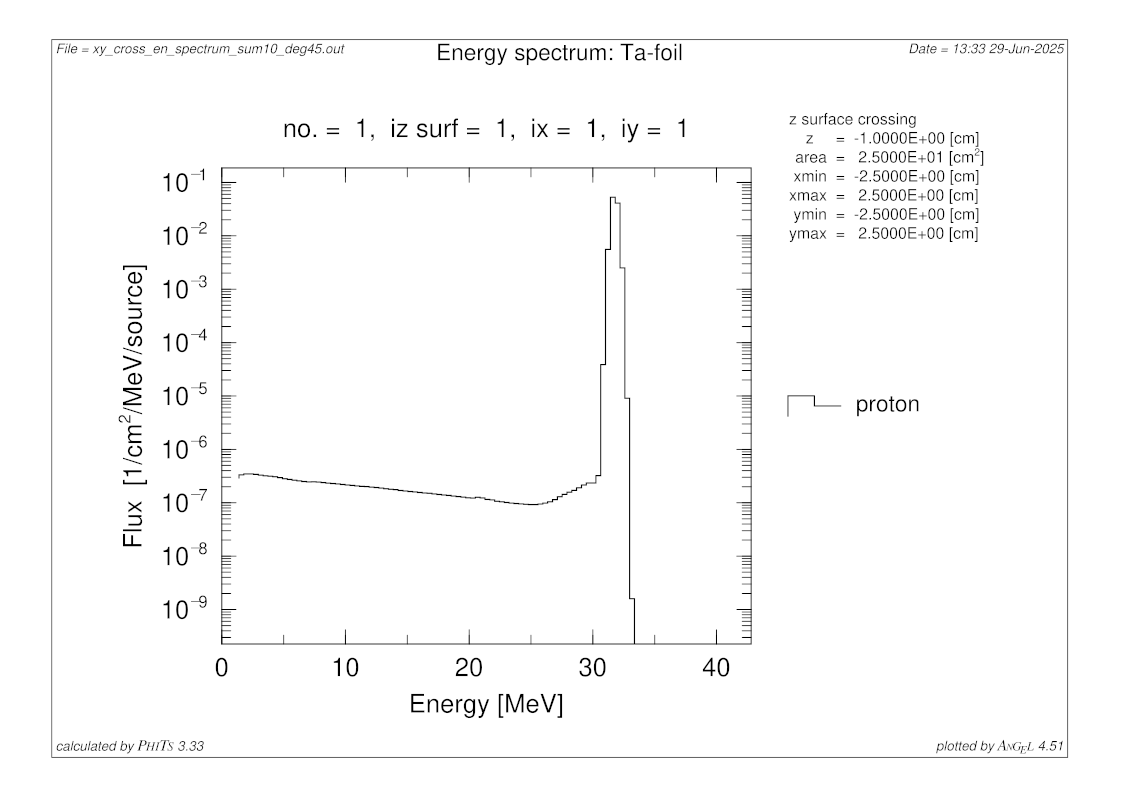 File = xy_cross_en_spectrum_sum10_deg45.out
Energy spectrum: Ta-foil
Date = 13:33 29-Jun-2025
no. = 1, iz surf = 1, ix = 1, iy = 1
z surface crossing
z = -1.0000E+00 [cm]
area = 2.5000E+01 [cm²]
xmin = -2.5000E+00 [cm]
xmax = 2.5000E+00 [cm]
ymin = -2.5000E+00 [cm]
ymax = 2.5000E+00 [cm]
10⁻¹
10⁻²
10⁻³
10⁻⁴
10⁻⁵
10⁻⁶
10⁻⁷
10⁻⁸
10⁻⁹
Flux [1/cm²/MeV/source]
proton
0 10 20 30 40
Energy [MeV]
calculated by PHITS 3.33
plotted by ANGEL 4.51